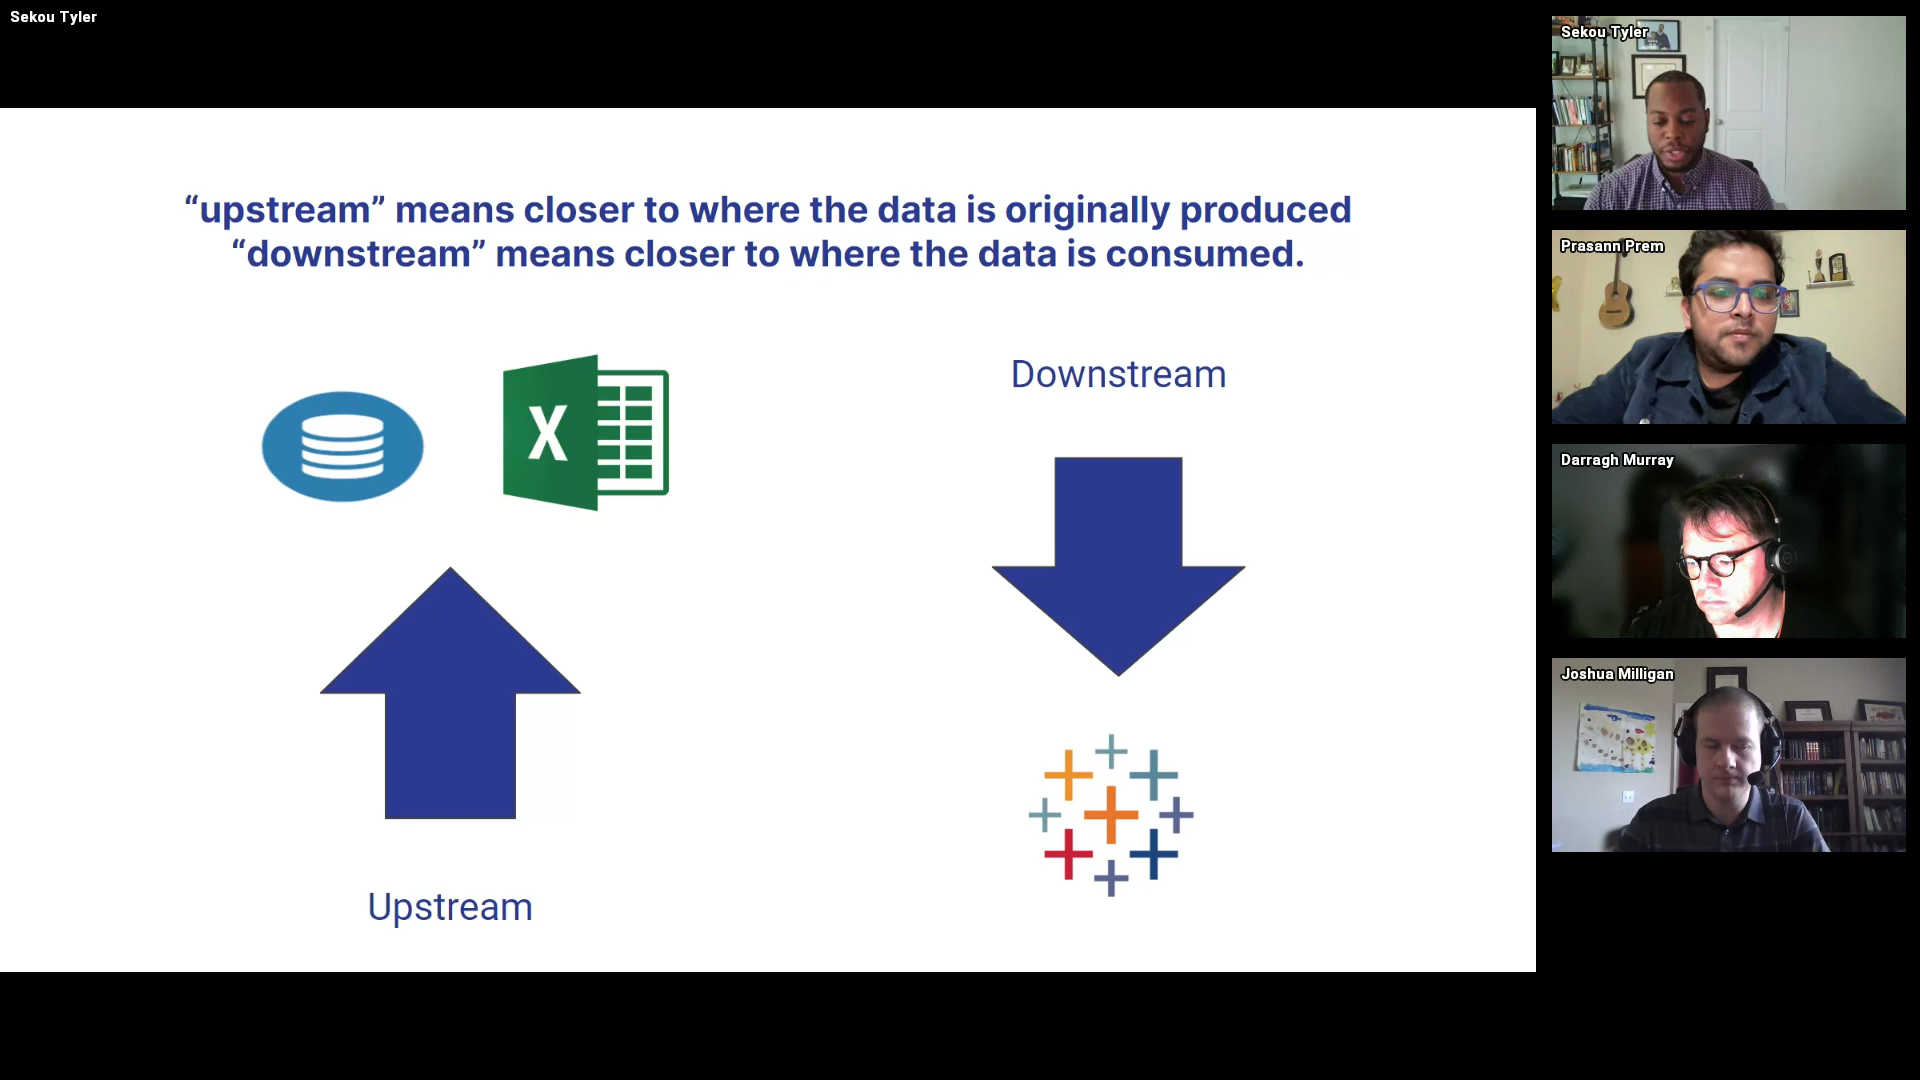 Sekou Tyler
“upstream” means closer to where the data is originally produced
“downstream” means closer to where the data is consumed.
X
Downstream
Upstream
Sekou Tyler
Prasann Prem
Darragh Murray
Joshua Milligan